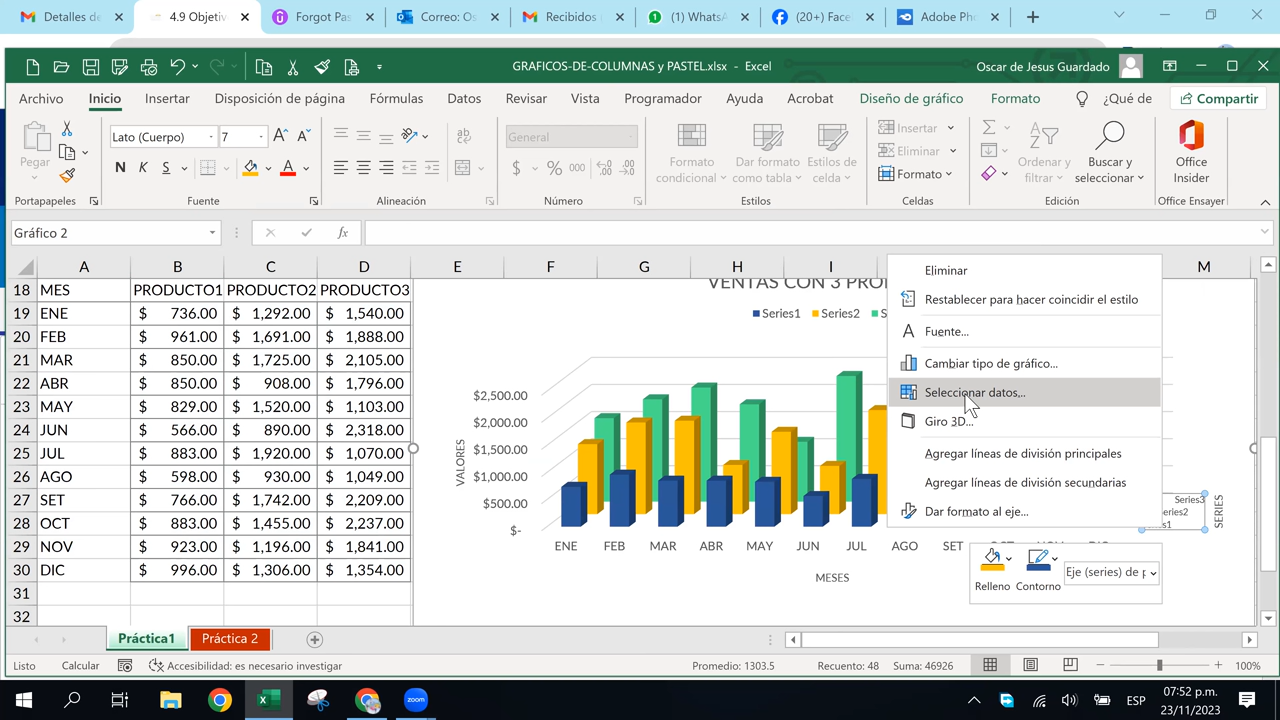 Detalles de
4.9 Objetiv
Forgot Pas
Correo: Os
Recibidos
(1) WhatsA
(20+) Face
Adobe Pho
GRAFICOS-DE-COLUMNAS y PASTEL.xlsx - Excel
Oscar de Jesus Guardado
Archivo Inicio Insertar Disposición de página Fórmulas Datos Revisar Vista Programador Ayuda Acrobat Diseño de gráfico Formato ¿Qué de Compartir
Pegar
Lato (Cuerpo) 7
N K S
General
$ % 000
Formato condicional
Dar formato como tabla
Estilos de celda
Insertar
Eliminar
Formato
Ordenar y filtrar
Buscar y seleccionar
Office Insider
Portapapeles Fuente Alineación Número Estilos Celdas Edición Office Ensayer
Gráfico 2 fx
A B C D E F G H I M
18 MES PRODUCTO1 PRODUCTO2 PRODUCTO3
19 ENE $ 736.00 $ 1,292.00 $ 1,540.00
20 FEB $ 961.00 $ 1,691.00 $ 1,888.00
21 MAR $ 850.00 $ 1,725.00 $ 2,105.00
22 ABR $ 850.00 $ 908.00 $ 1,796.00
23 MAY $ 829.00 $ 1,520.00 $ 1,103.00
24 JUN $ 566.00 $ 890.00 $ 2,318.00
25 JUL $ 883.00 $ 1,920.00 $ 1,070.00
26 AGO $ 598.00 $ 930.00 $ 1,049.00
27 SET $ 766.00 $ 1,742.00 $ 2,209.00
28 OCT $ 883.00 $ 1,455.00 $ 2,237.00
29 NOV $ 923.00 $ 1,196.00 $ 1,841.00
30 DIC $ 996.00 $ 1,306.00 $ 1,354.00
31
32
VENTAS CON 3 PRO
Series1 Series2 S
$2,500.00
$2,000.00
$1,500.00
$1,000.00
$500.00
$-
VALORES
ENE FEB MAR ABR MAY JUN JUL AGO SET OCT NOV DIC
MESES
Series3
eries2
s1
SERIES
Eliminar
Restablecer para hacer coincidir el estilo
Fuente...
Cambiar tipo de gráfico...
Seleccionar datos...
Giro 3D...
Agregar líneas de división principales
Agregar líneas de división secundarias
Dar formato al eje...
Relleno Contorno Eje (series) de p
Práctica1 Práctica 2
Listo Calcular Accesibilidad: es necesario investigar Promedio: 1303.5 Recuento: 48 Suma: 46926 100%
zoom
ESP
07:52 p.m.
23/11/2023